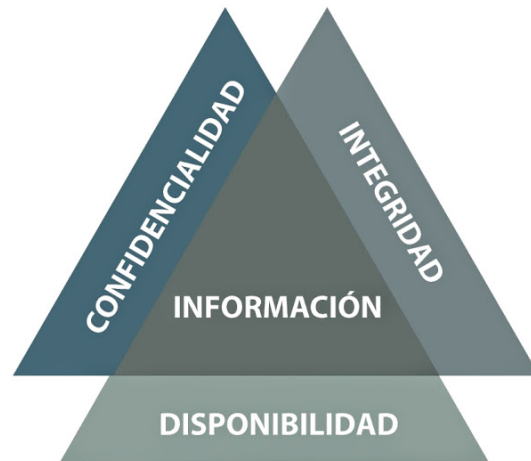 CONFIDENCIALIDAD
INTEGRIDAD
INFORMACIÓN
DISPONIBILIDAD